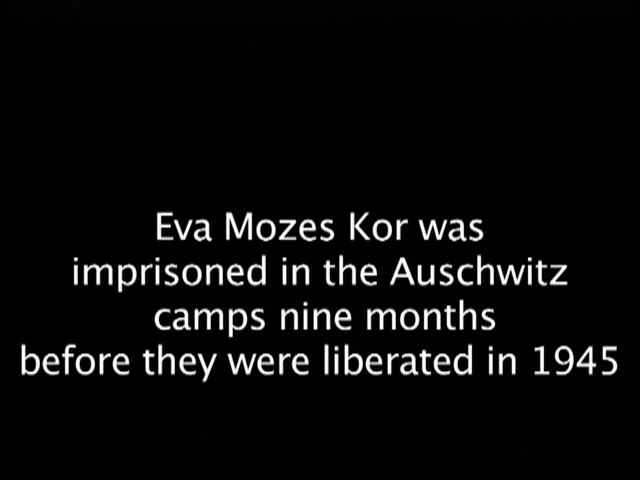 Eva Mozes Kor was
imprisoned in the Auschwitz
camps nine months
before they were liberated in 1945